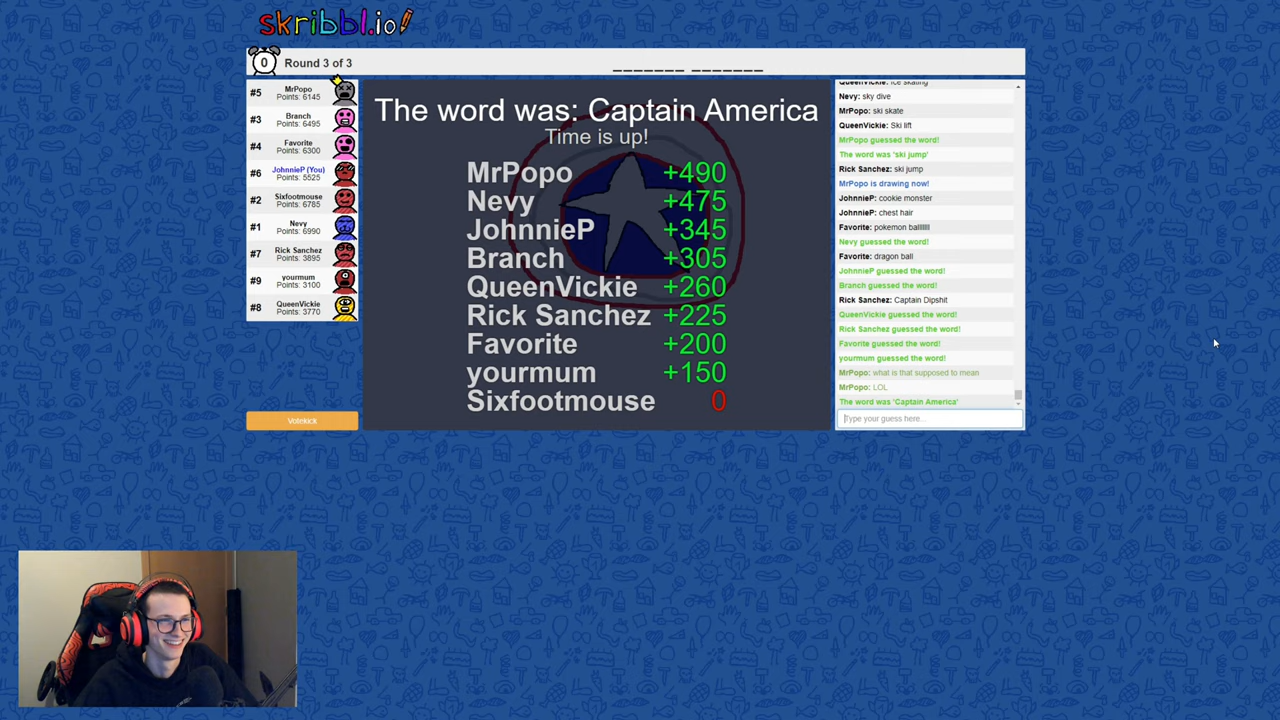 skribbl.io!
0
Round 3 of 3
_______ _______
#5
MrPopo
Points: 6145
#3
Branch
Points: 6495
#4
Favorite
Points: 6300
#6
JohnnieP (You)
Points: 5525
#2
Sixfootmouse
Points: 6765
#1
Nevy
Points: 6990
#7
Rick Sanchez
Points: 3895
#9
yourmum
Points: 3100
#8
QueenVickie
Points: 3770
Votekick
The word was: Captain America
Time is up!
MrPopo +490
Nevy +475
JohnnieP +345
Branch +305
QueenVickie +260
Rick Sanchez +225
Favorite +200
yourmum +150
Sixfootmouse 0
QueenVickie: ice skating
Nevy: sky dive
MrPopo: ski skate
QueenVickie: Ski lift
MrPopo guessed the word!
The word was 'ski jump'
Rick Sanchez: ski jump
MrPopo is drawing now!
JohnnieP: cookie monster
JohnnieP: chest hair
Nevy guessed the word!
Favorite: dragon ball
JohnnieP guessed the word!
Branch guessed the word!
Rick Sanchez: Captain Dipshit
QueenVickie guessed the word!
Rick Sanchez guessed the word!
Favorite guessed the word!
yourmum guessed the word!
MrPopo: what is that supposed to mean
MrPopo: LOL
The word was 'Captain America'
Type your guess here...